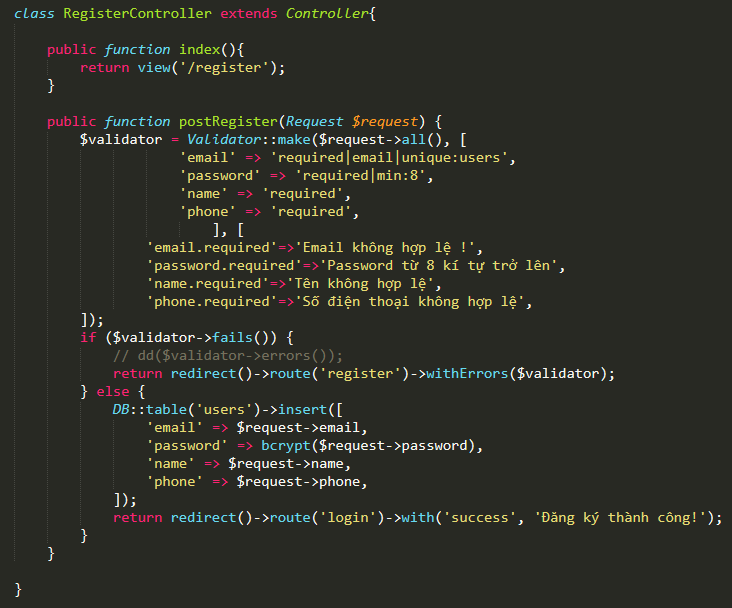 class RegisterController extends Controller{
public function index(){
return view('/register');
}
public function postRegister(Request $request) {
$validator = Validator::make($request->all(), [
'email' => 'required|email|unique:users',
'password' => 'required|min:8',
'name' => 'required',
'phone' => 'required',
], [
'email.required'=>'Email không hợp lệ !',
'password.required'=>'Password từ 8 kí tự trở lên',
'name.required'=>'Tên không hợp lệ',
'phone.required'=>'Số điện thoại không hợp lệ',
]);
if ($validator->fails()) {
// dd($validator->errors());
return redirect()->route('register')->withErrors($validator);
} else {
DB::table('users')->insert([
'email' => $request->email,
'password' => bcrypt($request->password),
'name' => $request->name,
'phone' => $request->phone,
]);
return redirect()->route('login')->with('success', 'Đăng ký thành công!');
}
}
}